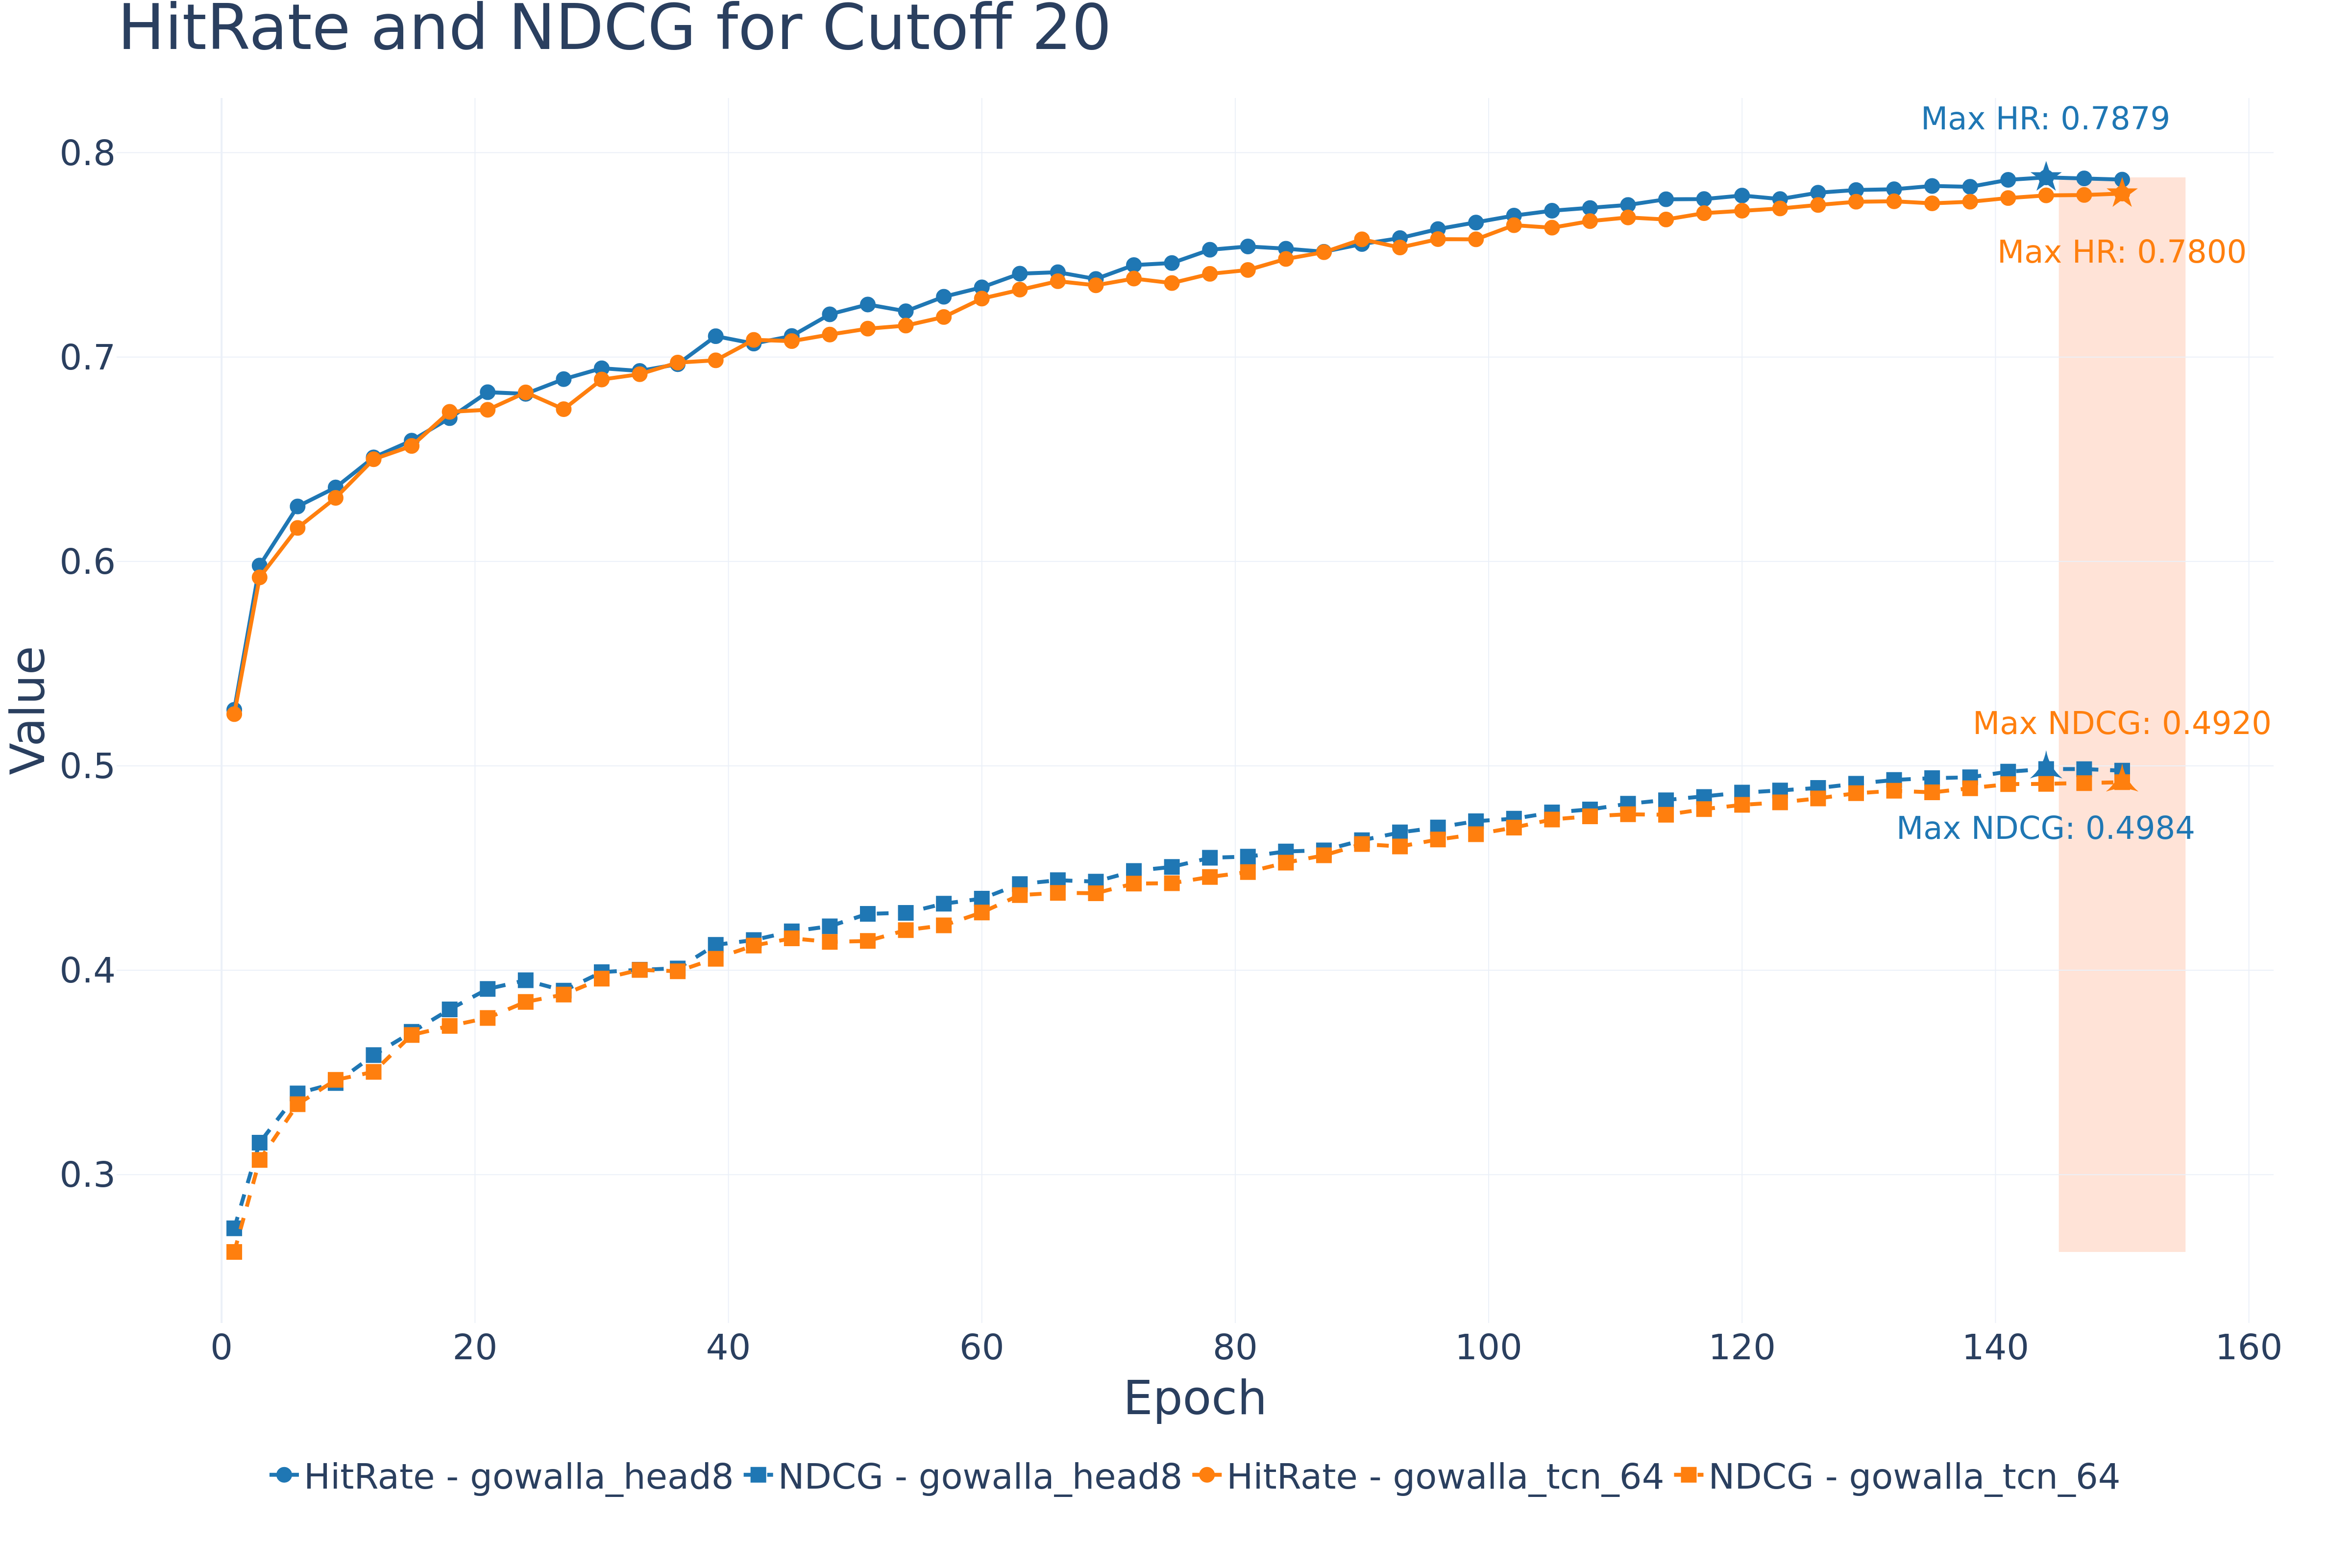 HitRate and NDCG for Cutoff 20
Max HR: 0.7879
0.8
Max HR: 0.7800
0.7
0.6
Value
Max NDCG: 0.4920
0.5
Max NDCG: 0.4984
0.4
0.3
0 20 40 60 80 100 120 140 160
Epoch
HitRate - gowalla_head8 NDCG - gowalla_head8 HitRate - gowalla_tcn_64 NDCG - gowalla_tcn_64